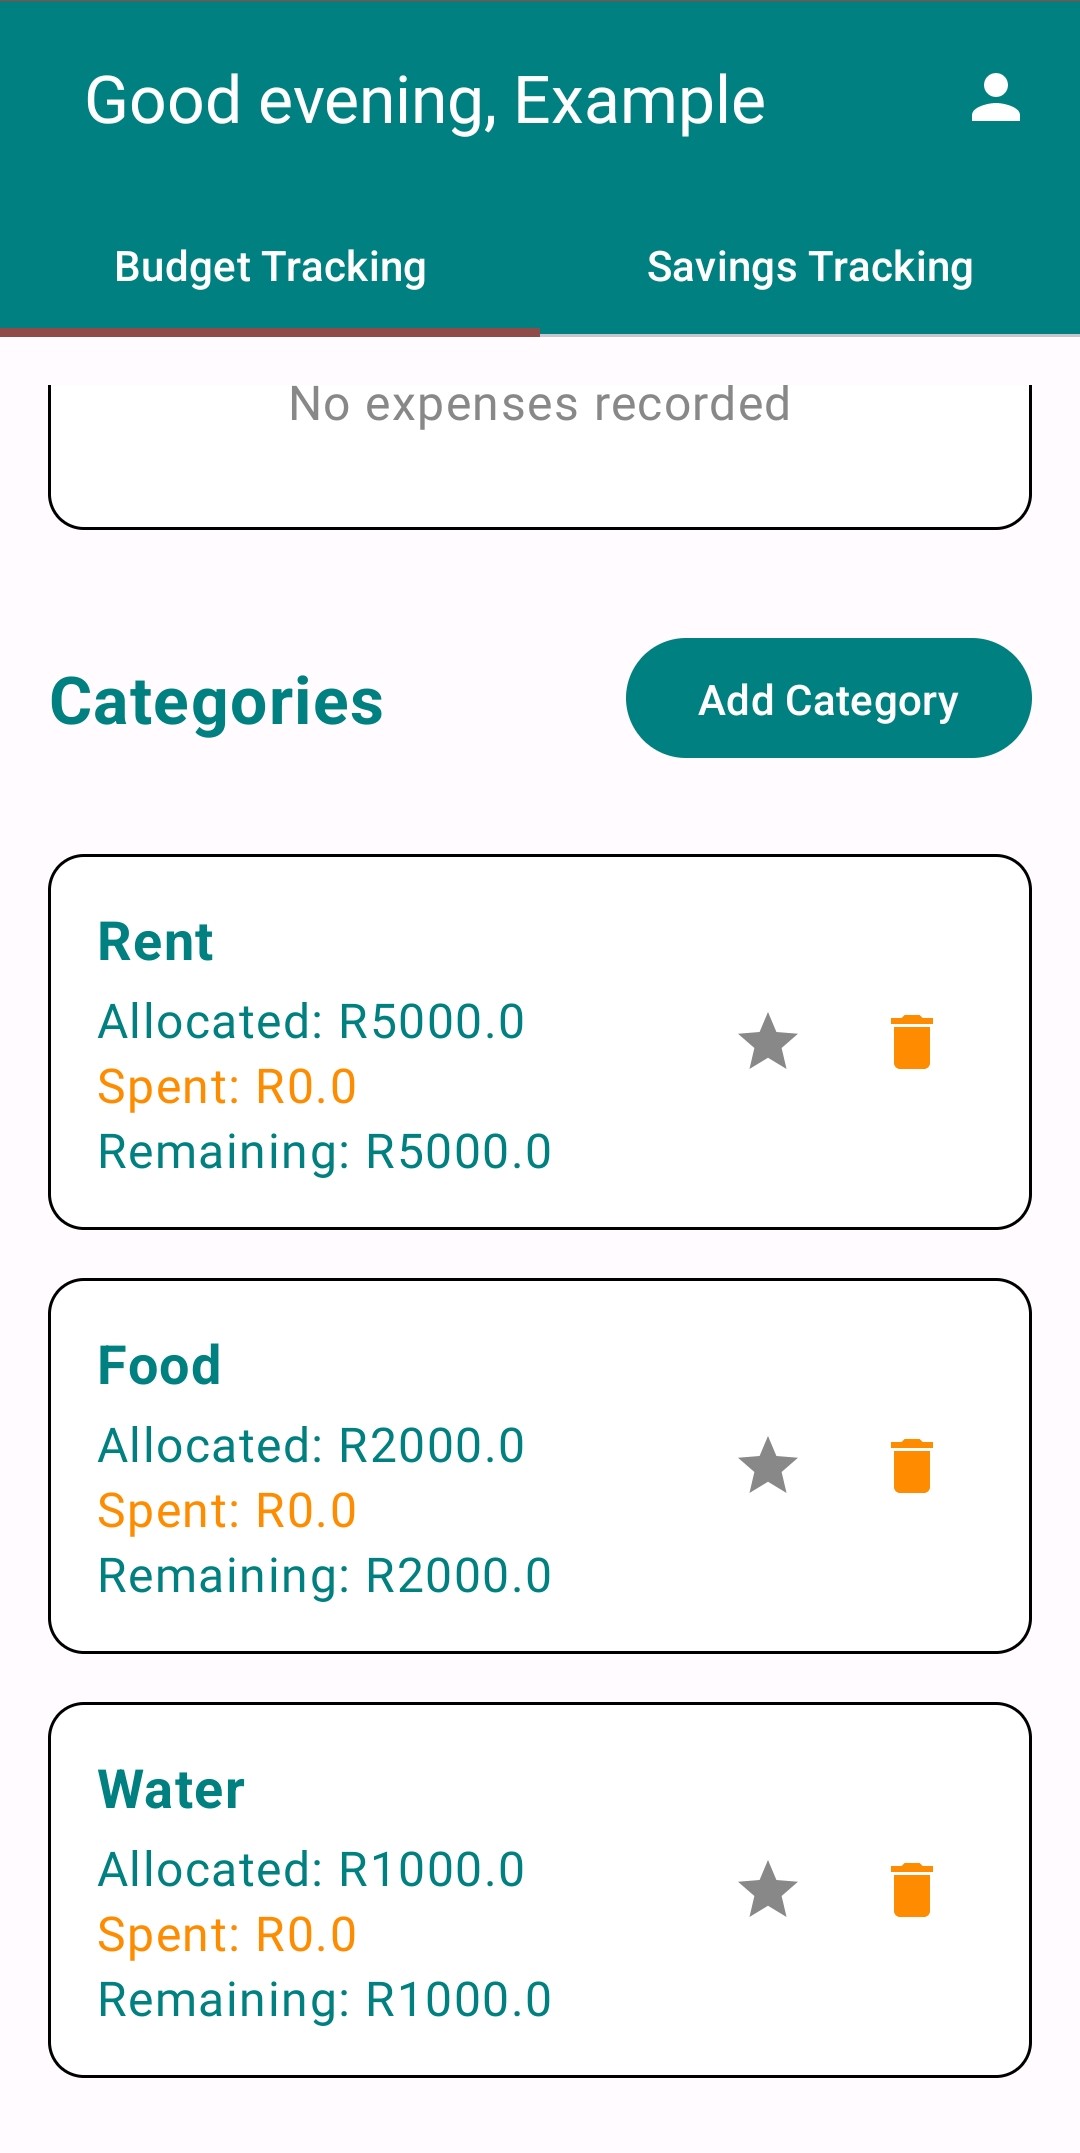 Good evening, Example
Budget Tracking
Savings Tracking
No expenses recorded
Categories
Add Category
Rent
Allocated: R5000.0
Spent: R0.0
Remaining: R5000.0
Food
Allocated: R2000.0
Spent: R0.0
Remaining: R2000.0
Water
Allocated: R1000.0
Spent: R0.0
Remaining: R1000.0